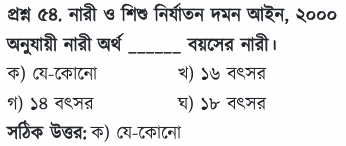 প্রশ্ন ৫৪. নারী ও শিশু নির্যাতন দমন আইন, ২০০০
অনুযায়ী নারী অর্থ ______ বয়সের নারী।
ক) যে-কোনো খ) ১৬ বৎসর
গ) ১৪ বৎসর ঘ) ১৮ বৎসর
সঠিক উত্তর: ক) যে-কোনো